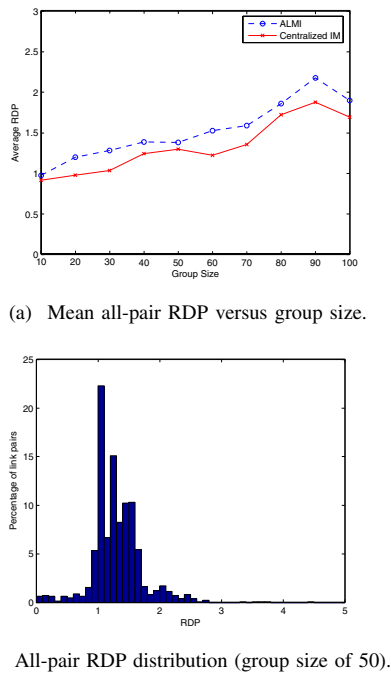 3
2.5
2
1.5
1
0.5
0
Average RDP
ALMI
Centralized IM
10 20 30 40 50 60 70 80 90 100
Group Size
(a) Mean all-pair RDP versus group size.
25
20
15
10
5
0
Percentage of link pairs
0 1 2 3 4 5
RDP
All-pair RDP distribution (group size of 50).